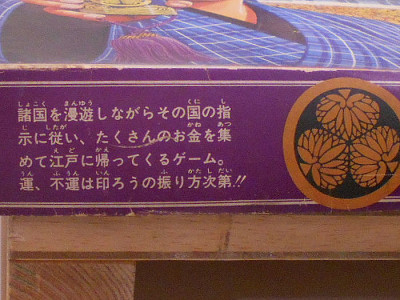 諸国を漫遊しながらその国の指
示に従い、たくさんのお金を集
めて江戸に帰ってくるゲーム。
運、不運は印ろうの振り方次第!!